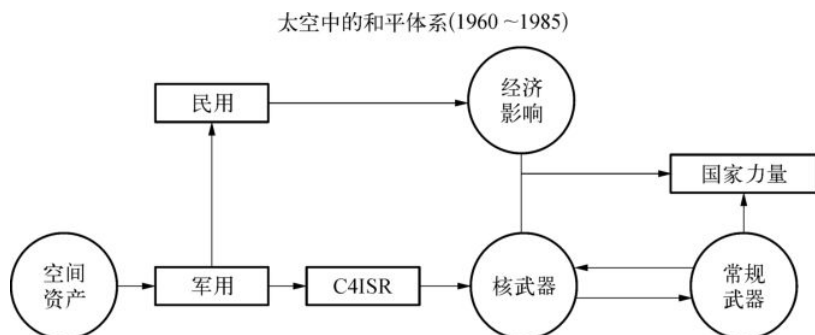 太空中的和平体系(1960～1985)
民用
经济
影响
国家力量
空间
资产
军用
C4ISR
核武器
常规
武器